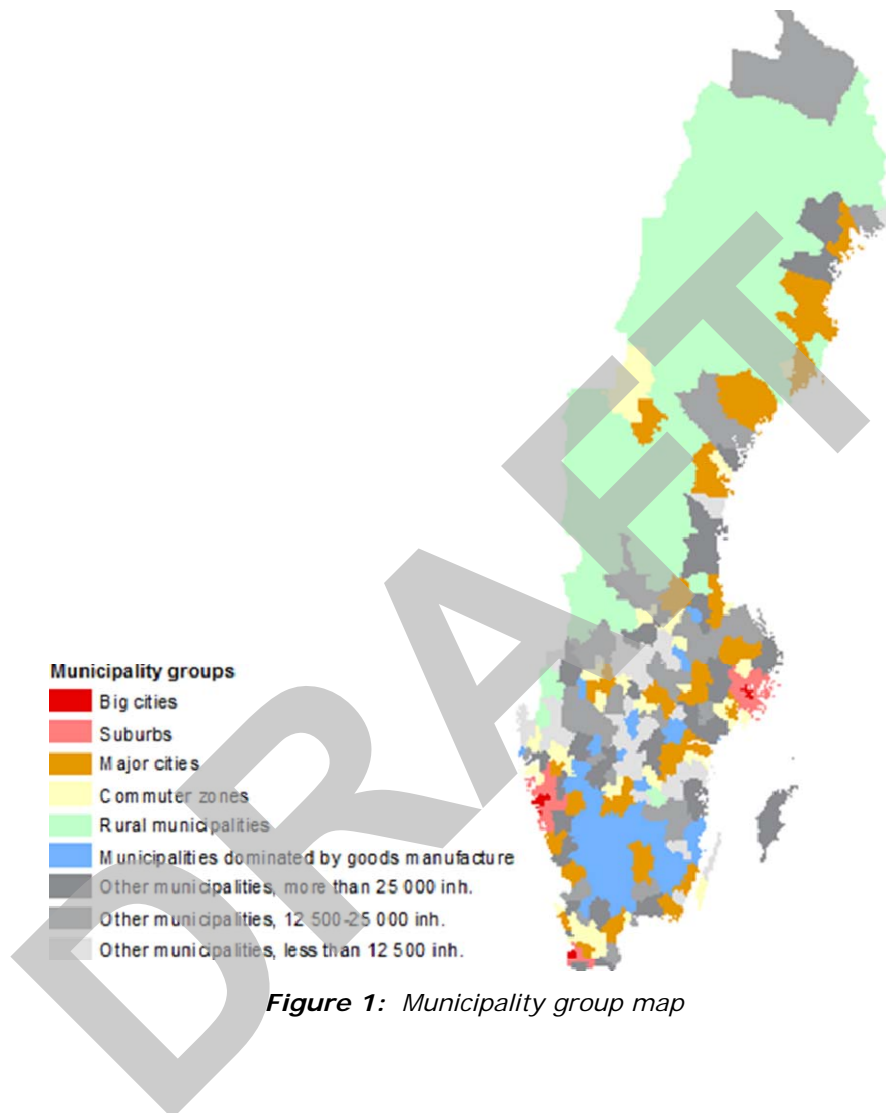 DRAFT
Municipality groups
Big cities
Suburbs
Major cities
Commuter zones
Rural municipalities
Municipalities dominated by goods manufacture
Other municipalities, more than 25 000 inh.
Other municipalities, 12 500-25 000 inh.
Other municipalities, less than 12 500 inh.
Figure 1: Municipality group map